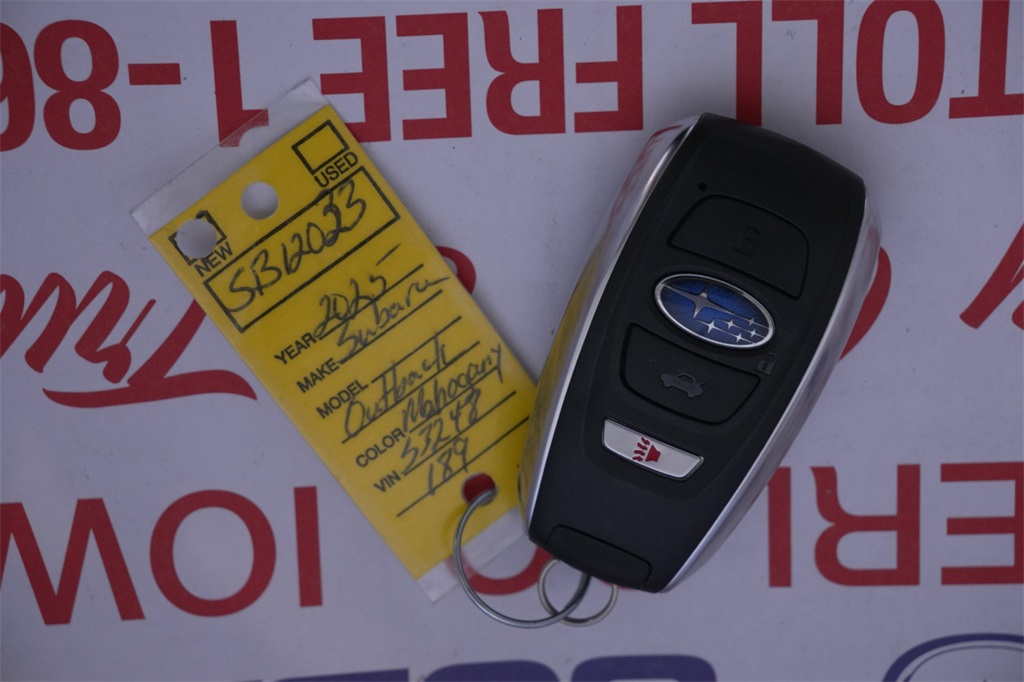 TOLL FREE 1-86
USED
NEW
SB12023
YEAR 2025
MAKE Subaru
MODEL
Outback
COLOR Mahogany
VIN S3248
189
ERI
IOW